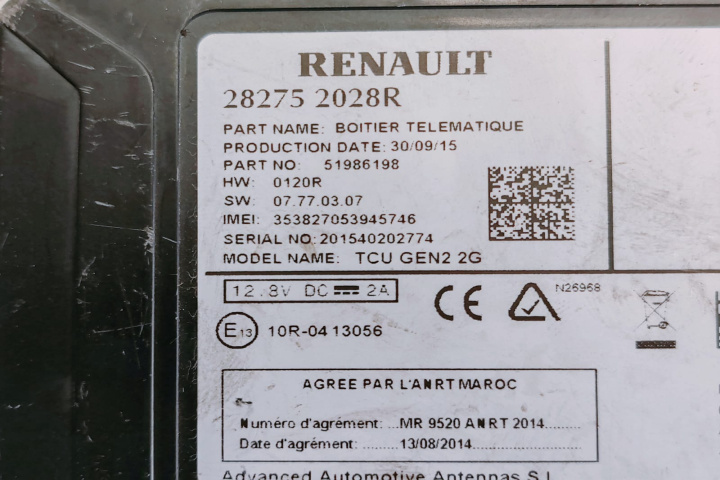 RENAULT
28275 2028R
PART NAME: BOITIER TELEMATIQUE
PRODUCTION DATE: 30/09/15
PART NO: 51986198
HW: 0120R
SW: 07.77.03.07
IMEI: 353827053945746
SERIAL NO: 201540202774
MODEL NAME: TCU GEN2 2G
12.8V DC 2A
CE N26968
E13 10R-04 13056
AGREE PAR L'ANRT MAROC
Numéro d'agrément: ...MR 9520 ANRT 2014.........
Date d'agrément: .........13/08/2014.........
Advanced Automotive Antennas S.L